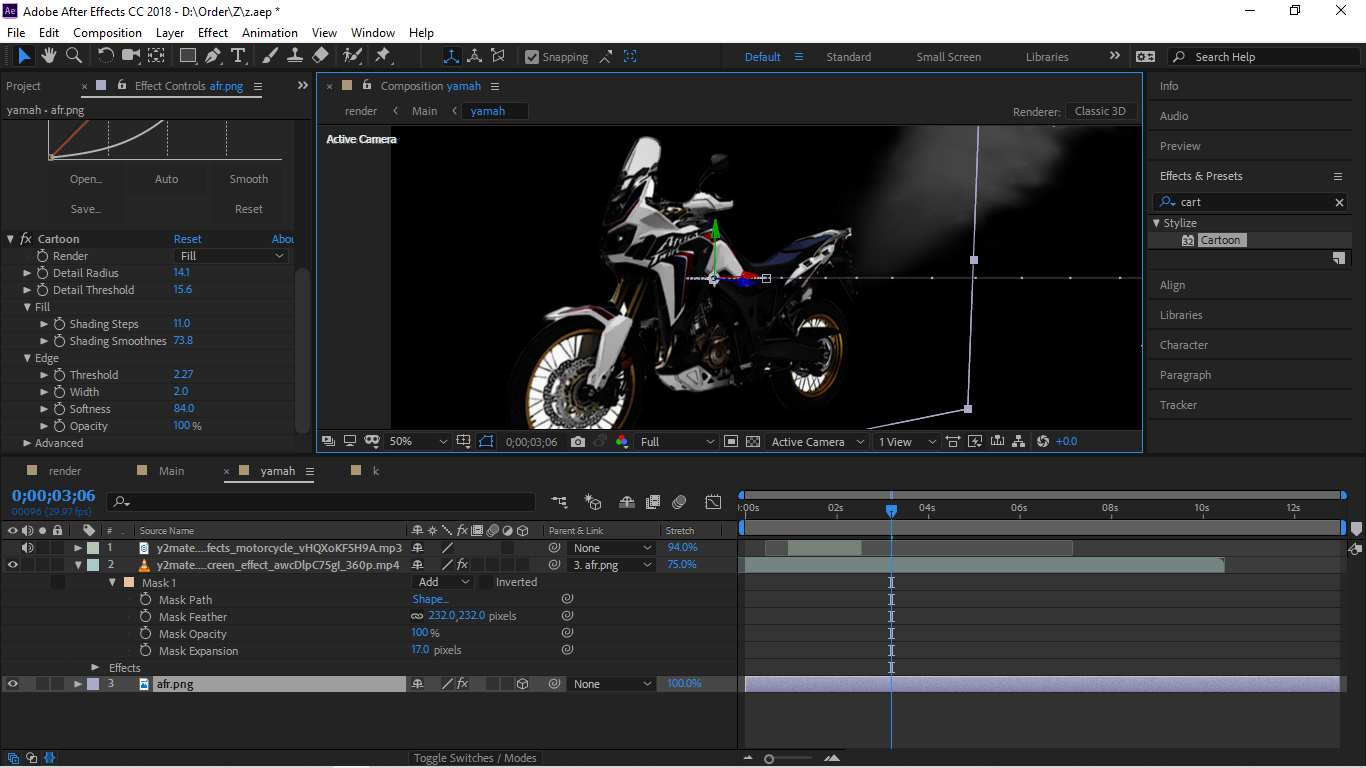 Adobe After Effects CC 2018 - D:\Order\Z\z.aep *
File Edit Composition Layer Effect Animation View Window Help
Snapping Default Standard Small Screen Libraries Search Help
Project Effect Controls afr.png
Composition yamah
yamah • afr.png
render Main yamah
Renderer: Classic 3D
Active Camera
Open... Auto Smooth
Save... Reset
fx Cartoon Reset Abou
Render Fill
Detail Radius 14.1
Detail Threshold 15.6
Fill
Shading Steps 11.0
Shading Smoothnes 73.8
Edge
Threshold 2.27
Width 2.0
Softness 84.0
Opacity 100 %
Advanced
50% 0;00;03;06 Full Active Camera 1 View +0.0
Info
Audio
Preview
Effects & Presets
cart
Stylize
32 Cartoon
Align
Libraries
Character
Paragraph
Tracker
render Main yamah k
0;00;03;06
00096 (29.97 fps)
:00s 02s 04s 06s 08s 10s 12s
# . Source Name fx Parent & Link Stretch
1 y2mate....fects_motorcycle_vHQXoKF5H9A.mp3 None 94.0%
2 y2mate....creen_effect_awcDlpC75gI_360p.mp4 fx 3. afr.png 75.0%
Mask 1 Add Inverted
Mask Path Shape...
Mask Feather 232.0,232.0 pixels
Mask Opacity 100 %
Mask Expansion 17.0 pixels
Effects
3 afr.png fx None 100.0%
Toggle Switches / Modes